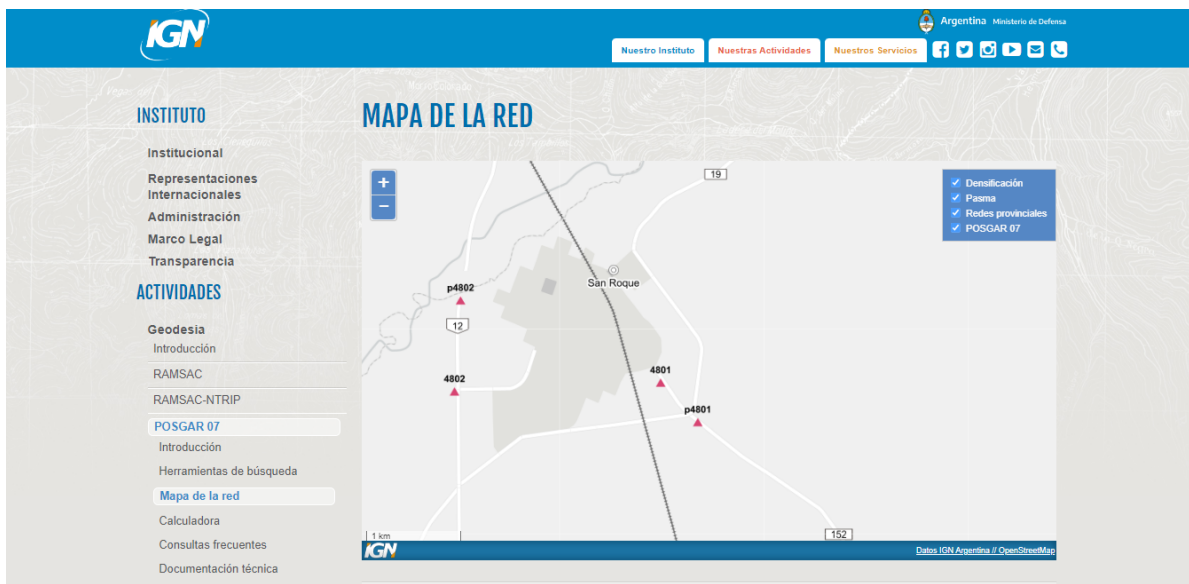 IGN
Argentina Ministerio de Defensa
Nuestro Instituto
Nuestras Actividades
Nuestros Servicios
INSTITUTO
Institucional
Representaciones
Internacionales
Administración
Marco Legal
Transparencia
ACTIVIDADES
Geodesia
Introducción
RAMSAC
RAMSAC-NTRIP
POSGAR 07
Introducción
Herramientas de búsqueda
Mapa de la red
Calculadora
Consultas frecuentes
Documentación técnica
MAPA DE LA RED
+
−
19
Densificación
Pasma
Redes provinciales
POSGAR 07
San Roque
p4802
12
4802
4801
p4801
152
1 km
IGN
Datos IGN Argentina // OpenStreetMap